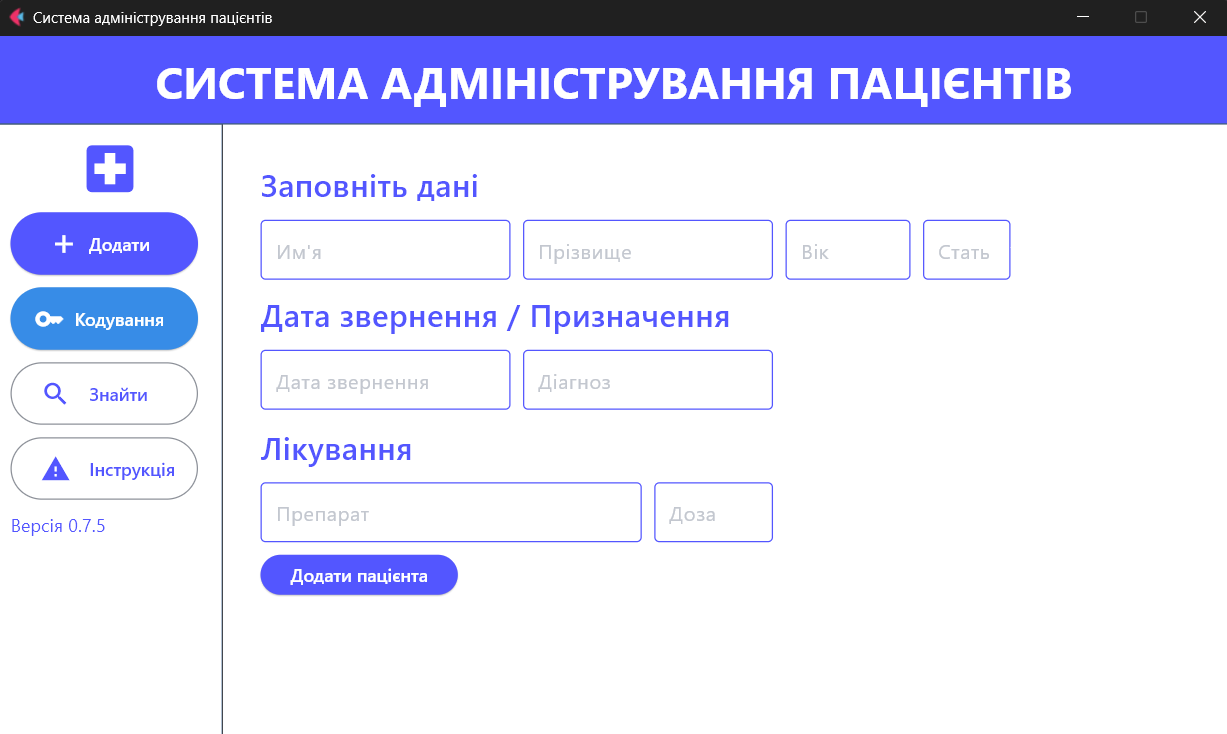 Система адміністрування пацієнтів
СИСТЕМА АДМІНІСТРУВАННЯ ПАЦІЄНТІВ
Додати
Кодування
Знайти
Інструкція
Версія 0.7.5
Заповніть дані
Им'я Прізвище Вік Стать
Дата звернення / Призначення
Дата звернення Діагноз
Лікування
Препарат Доза
Додати пацієнта